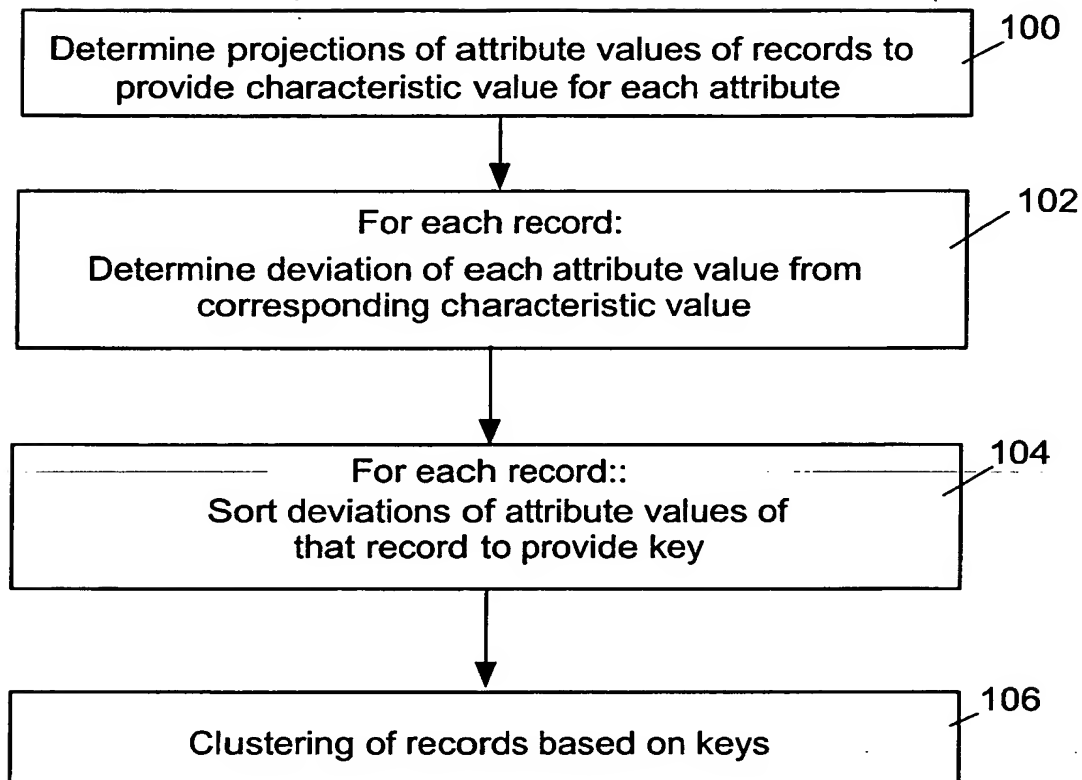 Determine projections of attribute values of records to
provide characteristic value for each attribute
100
For each record:
Determine deviation of each attribute value from
corresponding characteristic value
102
For each record::
Sort deviations of attribute values of
that record to provide key
104
Clustering of records based on keys
106